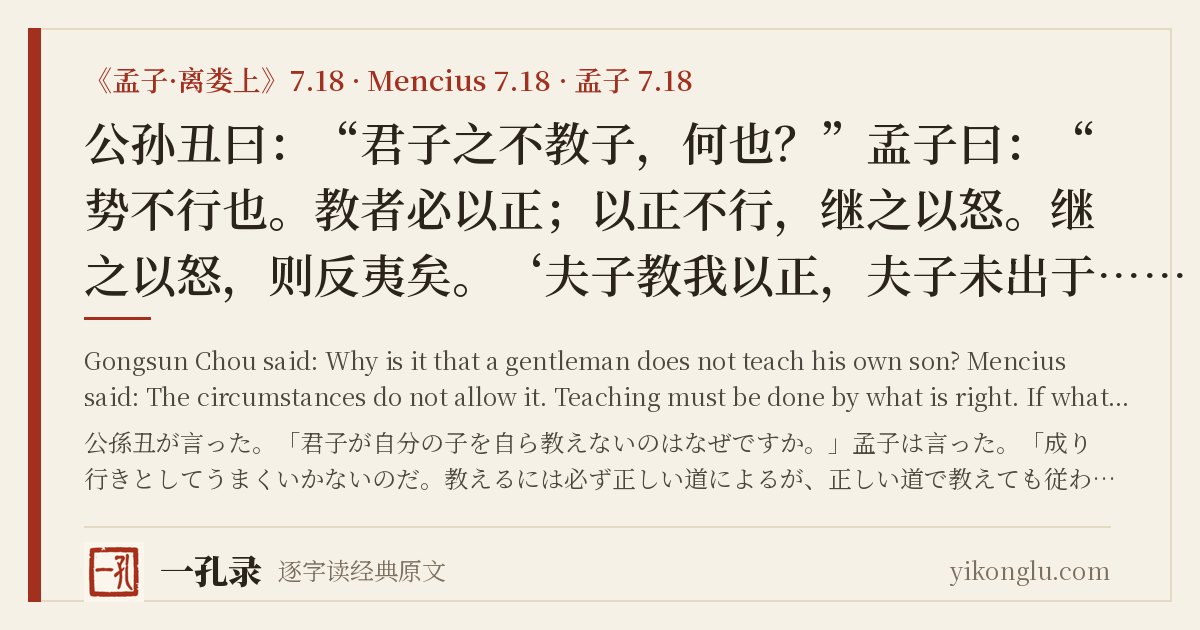 《孟子·离娄上》7.18 · Mencius 7.18 · 孟子 7.18
公孙丑曰：“君子之不教子，何也？”孟子曰：“
势不行也。教者必以正；以正不行，继之以怒。继
之以怒，则反夷矣。‘夫子教我以正，夫子未出于……
Gongsun Chou said: Why is it that a gentleman does not teach his own son? Mencius
said: The circumstances do not allow it. Teaching must be done by what is right. If what...
公孫丑が言った。「君子が自分の子を自ら教えないのはなぜですか。」孟子は言った。「成り
行きとしてうまくいかないのだ。教えるには必ず正しい道によるが、正しい道で教えても従わ…
一孔
一孔录 逐字读经典原文 yikonglu.com